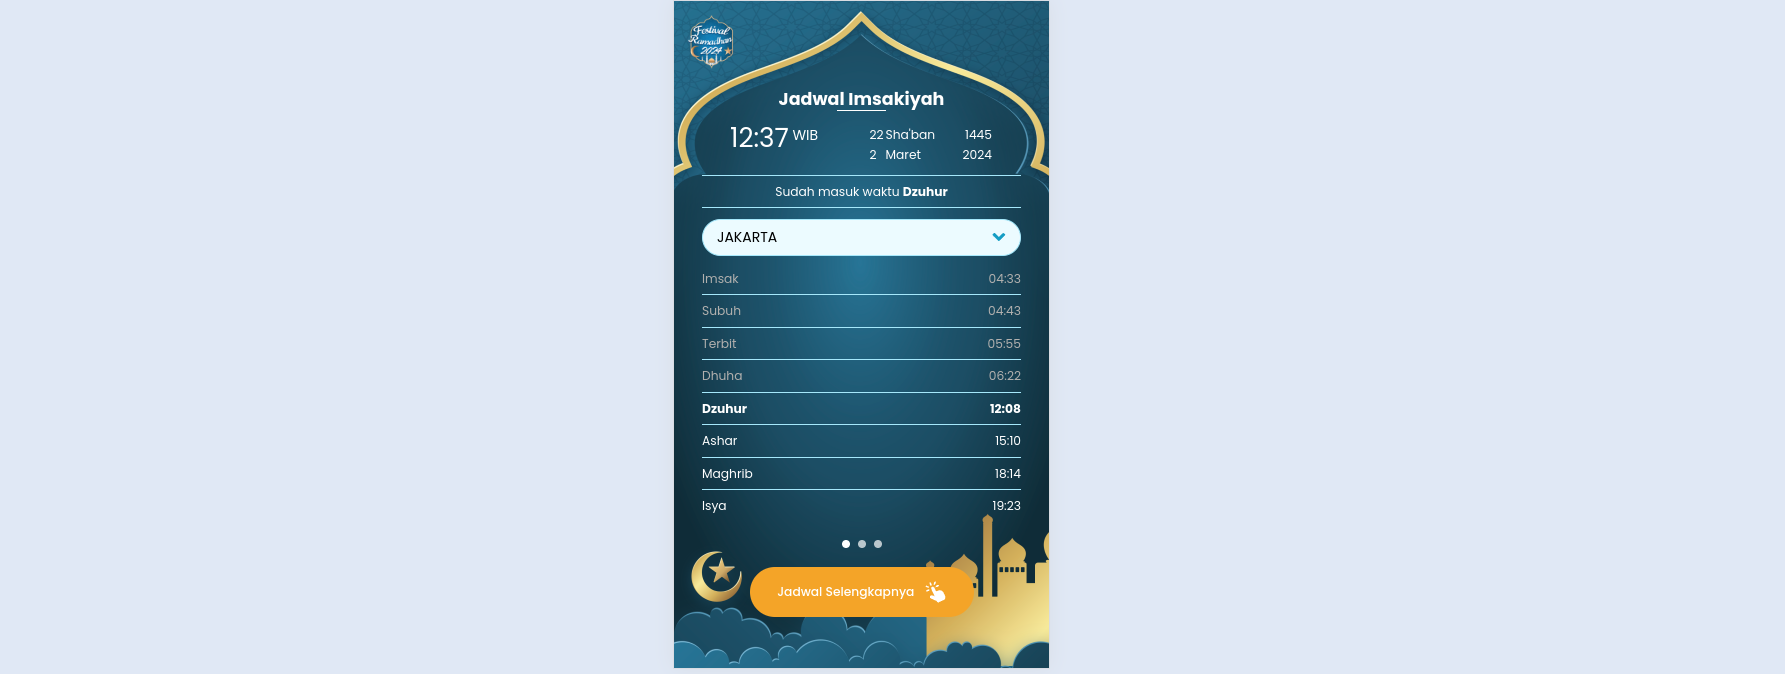 Festival
Ramadhan
2024
Jadwal Imsakiyah
12:37 WIB
22 Sha'ban 1445
2 Maret 2024
Sudah masuk waktu Dzuhur
JAKARTA
Imsak 04:33
Subuh 04:43
Terbit 05:55
Dhuha 06:22
Dzuhur 12:08
Ashar 15:10
Maghrib 18:14
Isya 19:23
Jadwal Selengkapnya